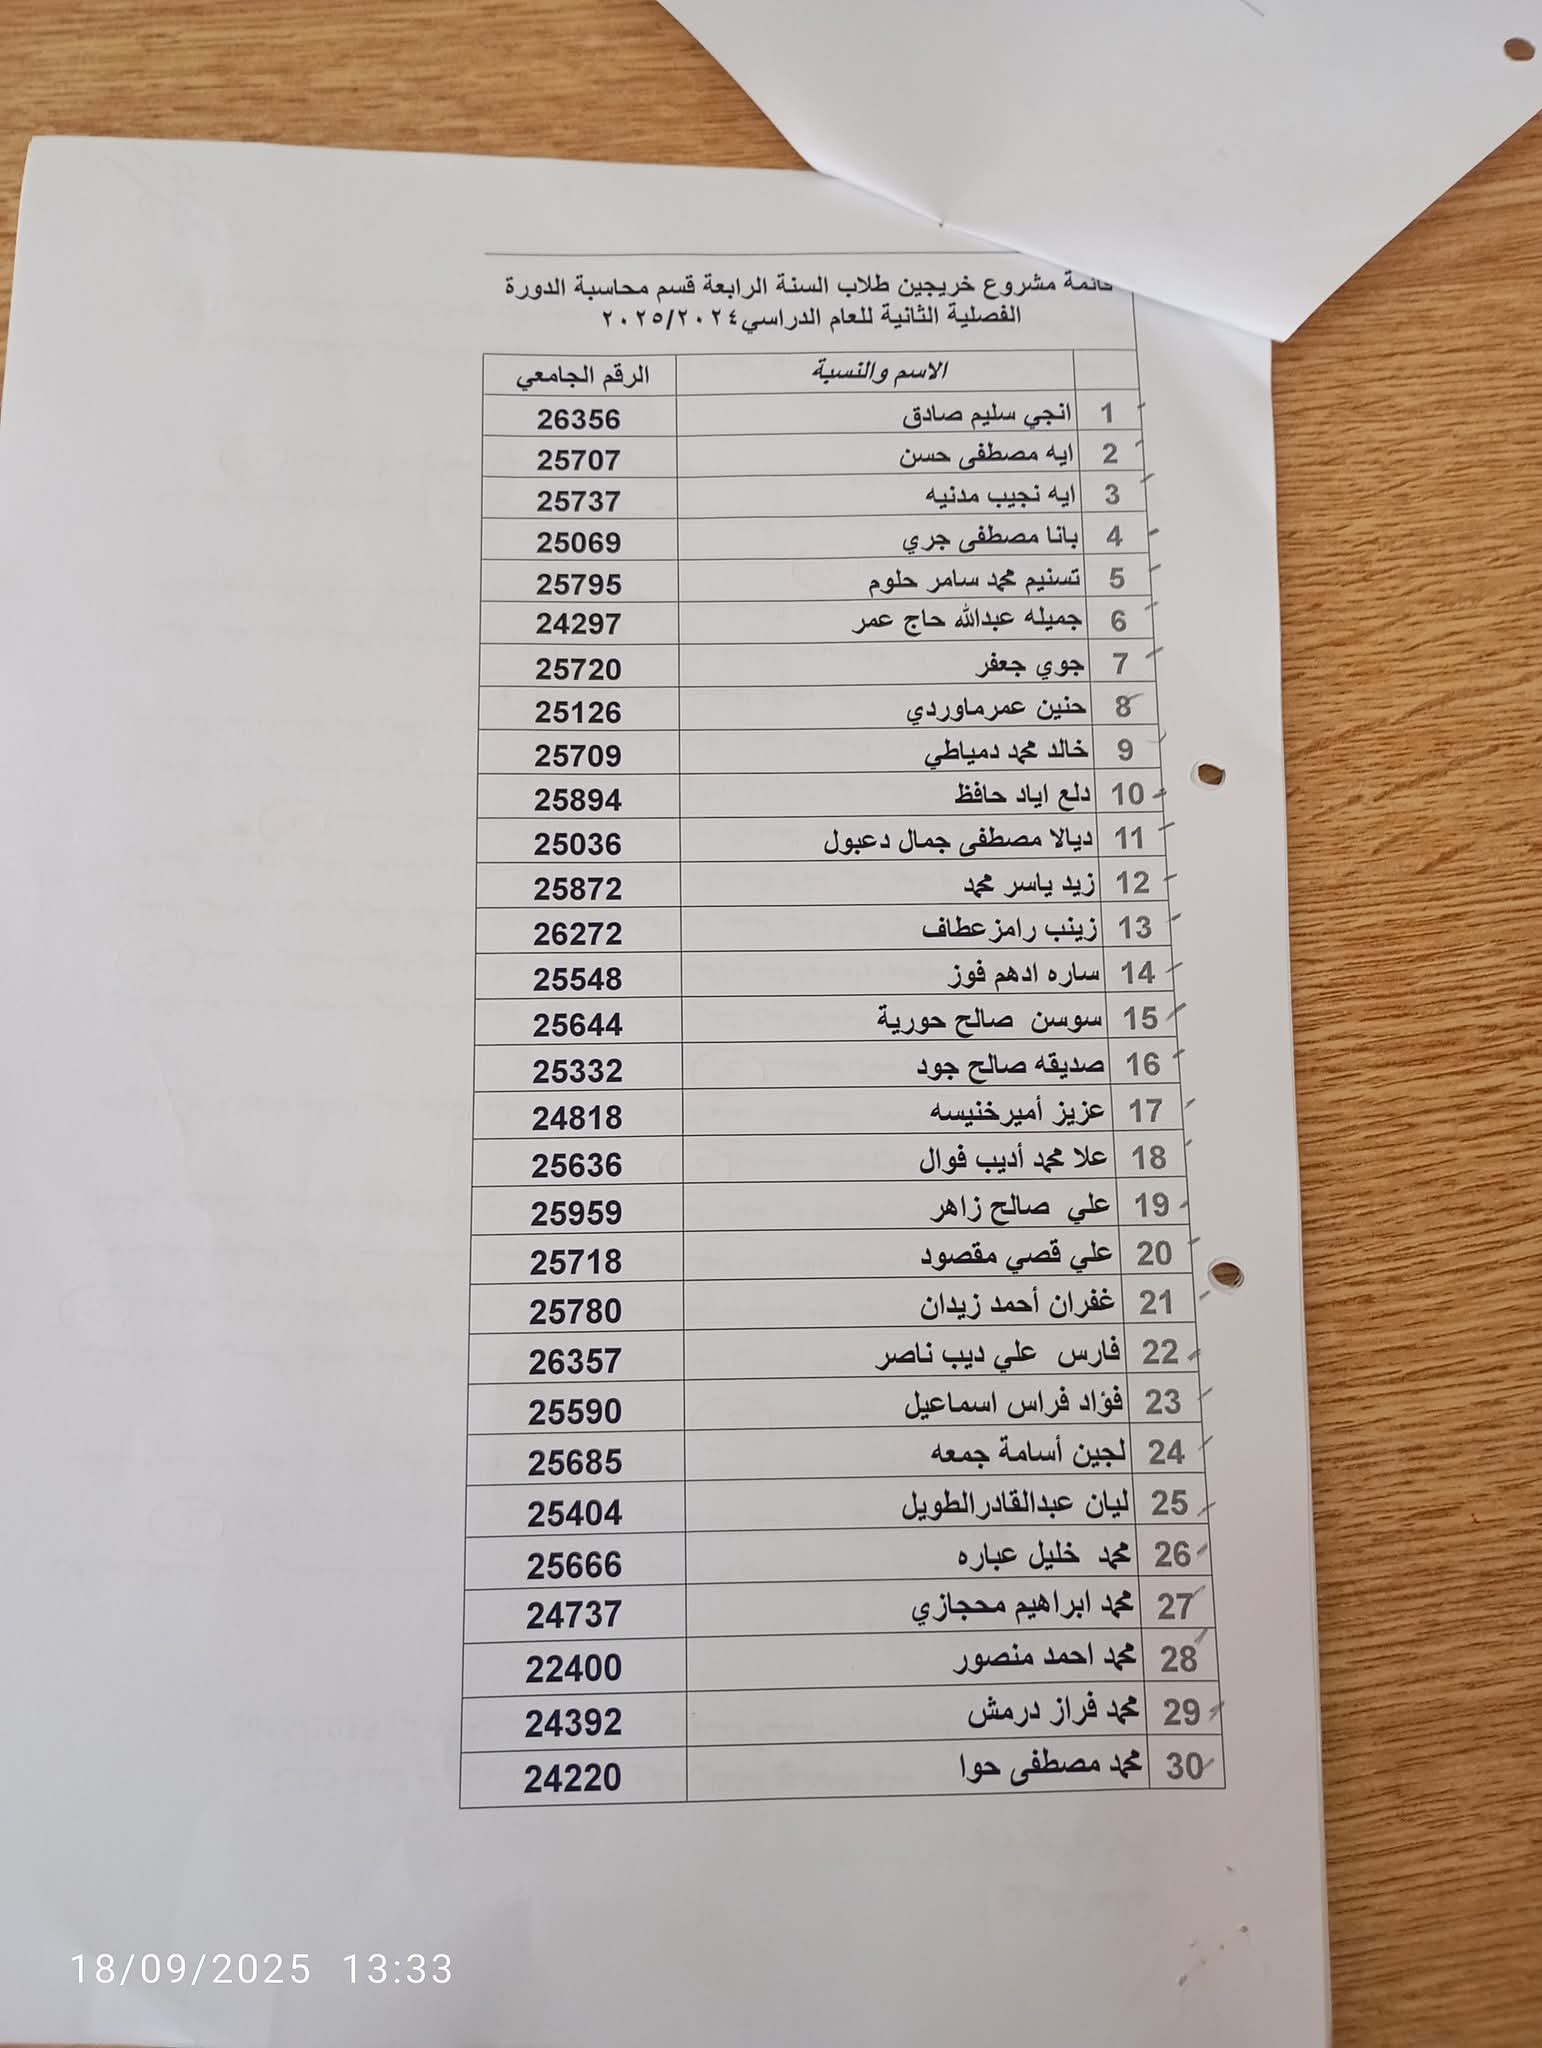 قائمة مشروع خريجين طلاب السنة الرابعة قسم محاسبة الدورة
الفصلية الثانية للعام الدراسي٢٠٢٥/٢٠٢٤
الاسم والنسبة الرقم الجامعي
1 انجي سليم صادق 26356
2 ايه مصطفى حسن 25707
3 ايه نجيب مدنيه 25737
4 بانا مصطفى جري 25069
5 تسنيم محمد سامر حلوم 25795
6 جميله عبدالله حاج عمر 24297
7 جوي جعفر 25720
8 حنين عمرماوردي 25126
9 خالد محمد دمياطي 25709
10 دلع اياد حافظ 25894
11 ديالا مصطفى جمال دعبول 25036
12 زيد ياسر محمد 25872
13 زينب رامزعطاف 26272
14 ساره ادهم فوز 25548
15 سوسن صالح حورية 25644
16 صديقه صالح جود 25332
17 عزيز أميرخنيسه 24818
18 علا محمد أديب فوال 25636
19 علي صالح زاهر 25959
20 علي قصي مقصود 25718
21 غفران أحمد زيدان 25780
22 فارس علي ديب ناصر 26357
23 فؤاد فراس اسماعيل 25590
24 لجين أسامة جمعه 25685
25 ليان عبدالقادرالطويل 25404
26 محمد خليل عباره 25666
27 محمد ابراهيم محجازي 24737
28 محمد احمد منصور 22400
29 محمد فراز درمش 24392
30 محمد مصطفى حوا 24220
18/09/2025 13:33